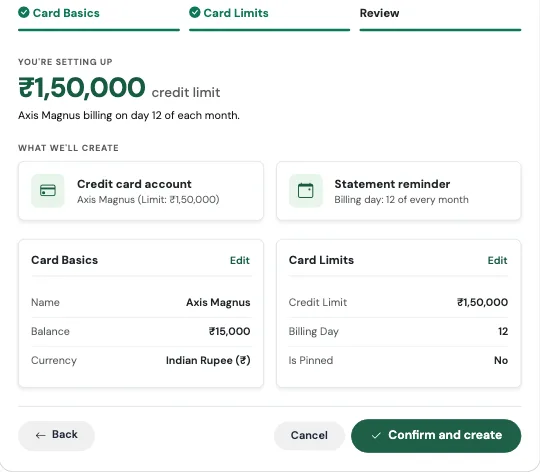 Card Basics
Card Limits
Review
YOU'RE SETTING UP
₹1,50,000 credit limit
Axis Magnus billing on day 12 of each month.
WHAT WE'LL CREATE
Credit card account
Axis Magnus (Limit: ₹1,50,000)
Statement reminder
Billing day: 12 of every month
Card Basics Edit
Name Axis Magnus
Balance ₹15,000
Currency Indian Rupee (₹)
Card Limits Edit
Credit Limit ₹1,50,000
Billing Day 12
Is Pinned No
← Back
Cancel
Confirm and create